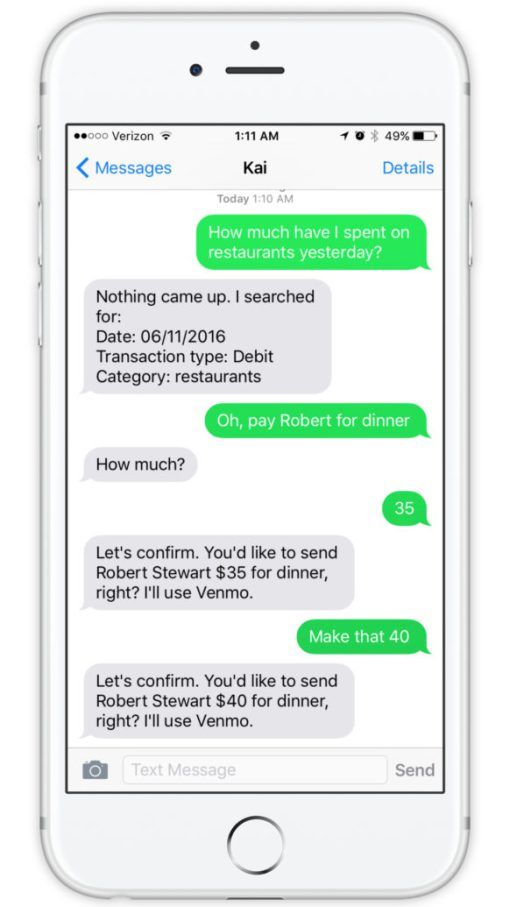 Verizon 1:11 AM 49%
Messages Kai Details
Today 1:10 AM
How much have I spent on
restaurants yesterday?
Nothing came up. I searched
for:
Date: 06/11/2016
Transaction type: Debit
Category: restaurants
Oh, pay Robert for dinner
How much?
35
Let's confirm. You'd like to send
Robert Stewart $35 for dinner,
right? I'll use Venmo.
Make that 40
Let's confirm. You'd like to send
Robert Stewart $40 for dinner,
right? I'll use Venmo.
Text Message Send